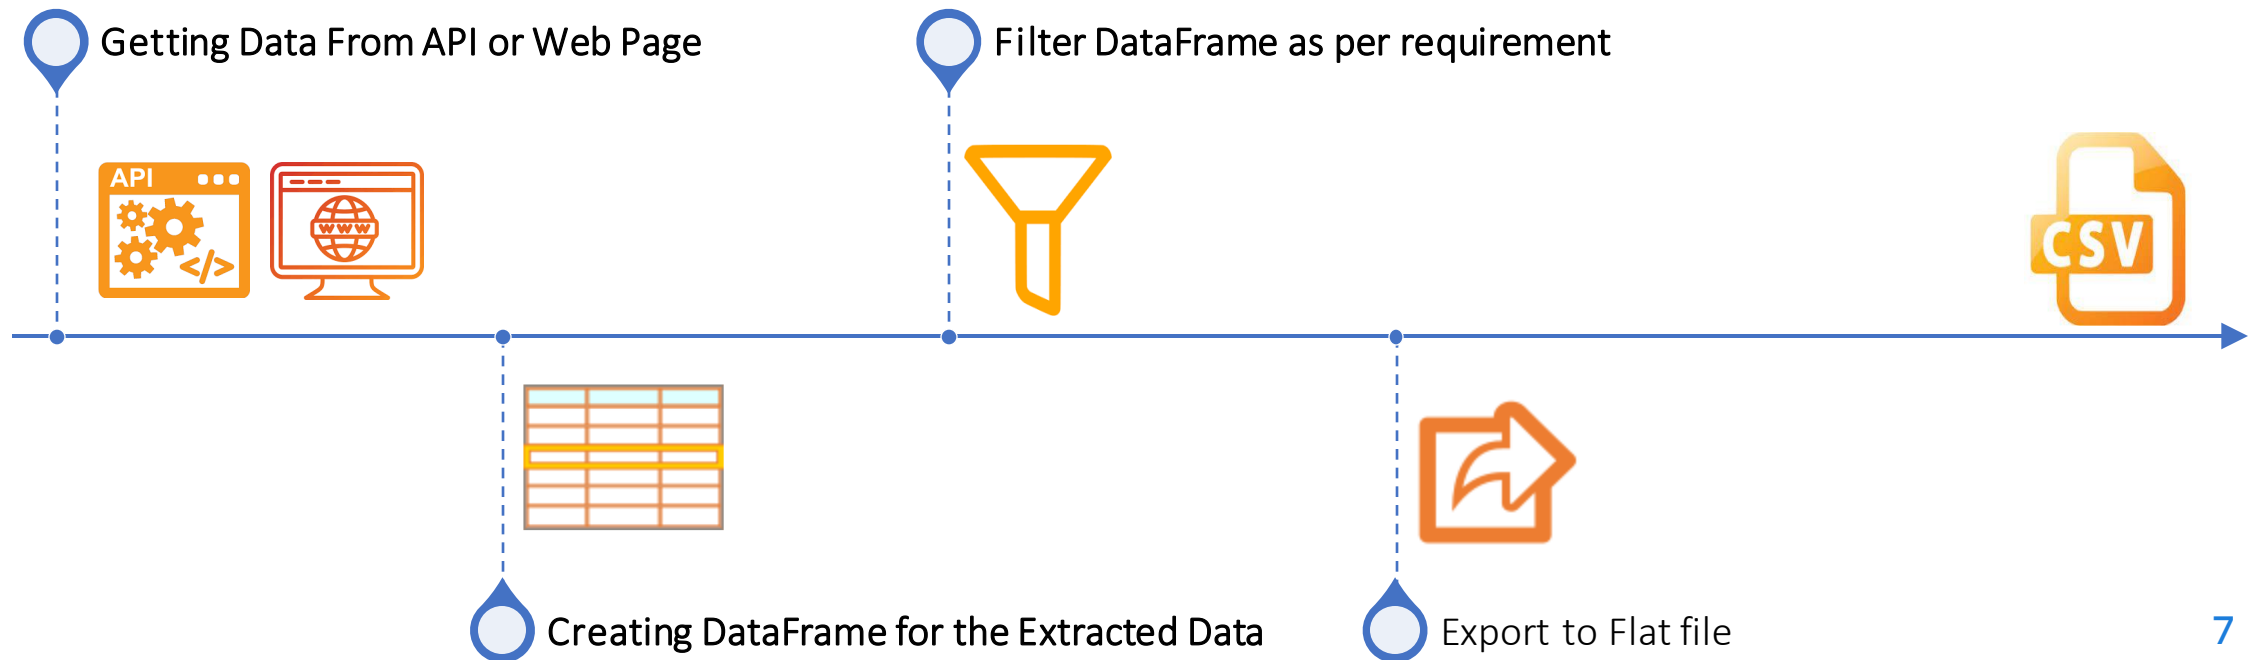 Getting Data From API or Web Page
Filter DataFrame as per requirement
API
</>
WWW
CSV
Creating DataFrame for the Extracted Data
Export to Flat file
7